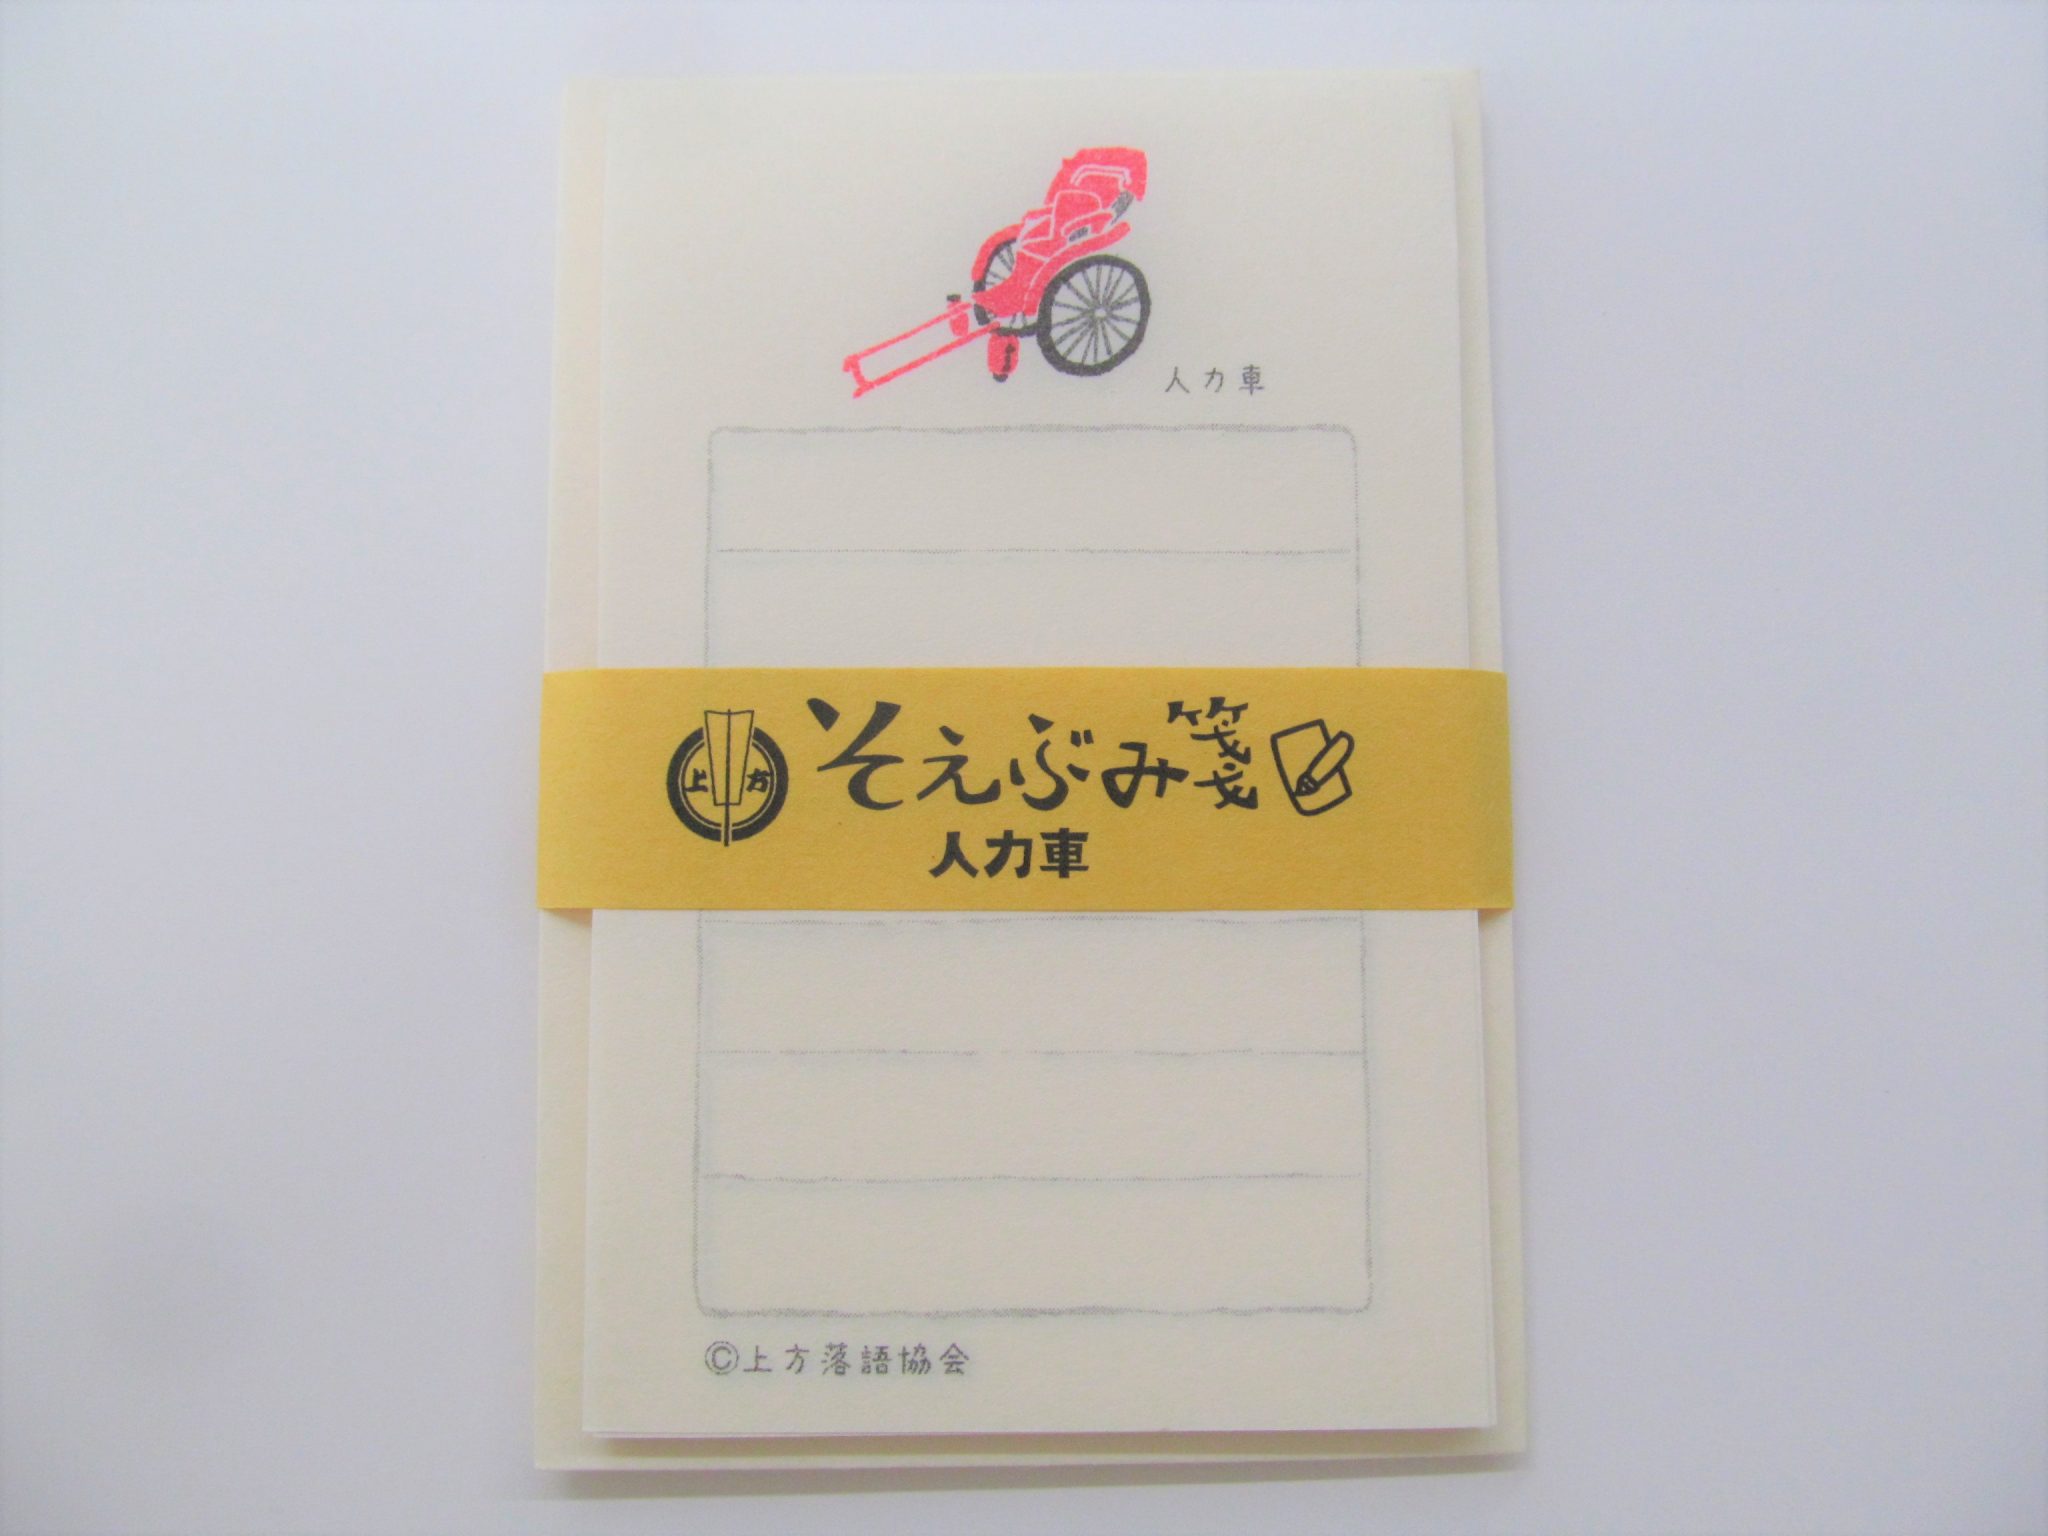 人力車
上方
そえぶみ箋
人力車
©上方落語協会